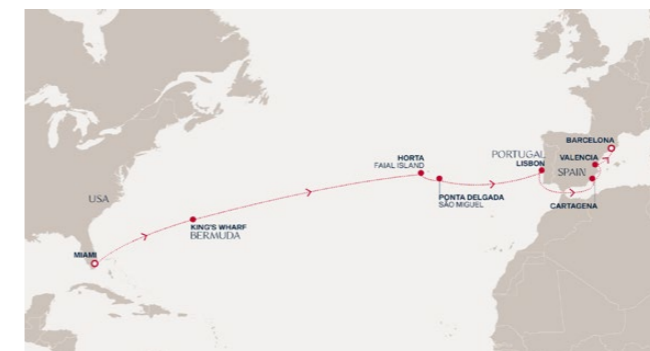 USA
MIAMI
KING'S WHARF
BERMUDA
HORTA
FAIAL ISLAND
PONTA DELGADA
SÃO MIGUEL
PORTUGAL
LISBON
CARTAGENA
SPAIN
VALENCIA
BARCELONA